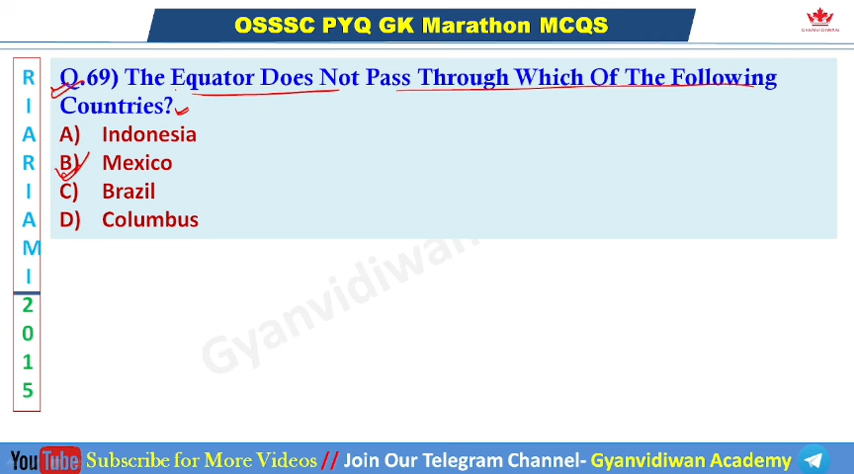 OSSSC PYQ GK Marathon MCQS
GYANVIDIWAN
R
I
A
R
I
A
M
I
2
0
1
5
Q.69) The Equator Does Not Pass Through Which Of The Following
Countries?
A) Indonesia
B) Mexico
C) Brazil
D) Columbus
Gyanvidiwan
YouTube Subscribe for More Videos // Join Our Telegram Channel- Gyanvidiwan Academy